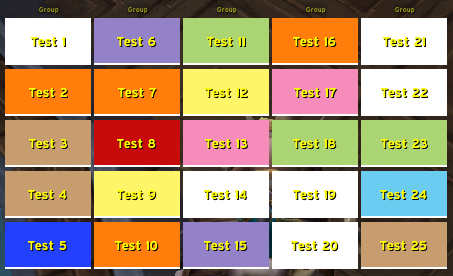 Group Group Group Group Group
Test 1 Test 6 Test 11 Test 16 Test 21
Test 2 Test 7 Test 12 Test 17 Test 22
Test 3 Test 8 Test 13 Test 18 Test 23
Test 4 Test 9 Test 14 Test 19 Test 24
Test 5 Test 10 Test 15 Test 20 Test 25